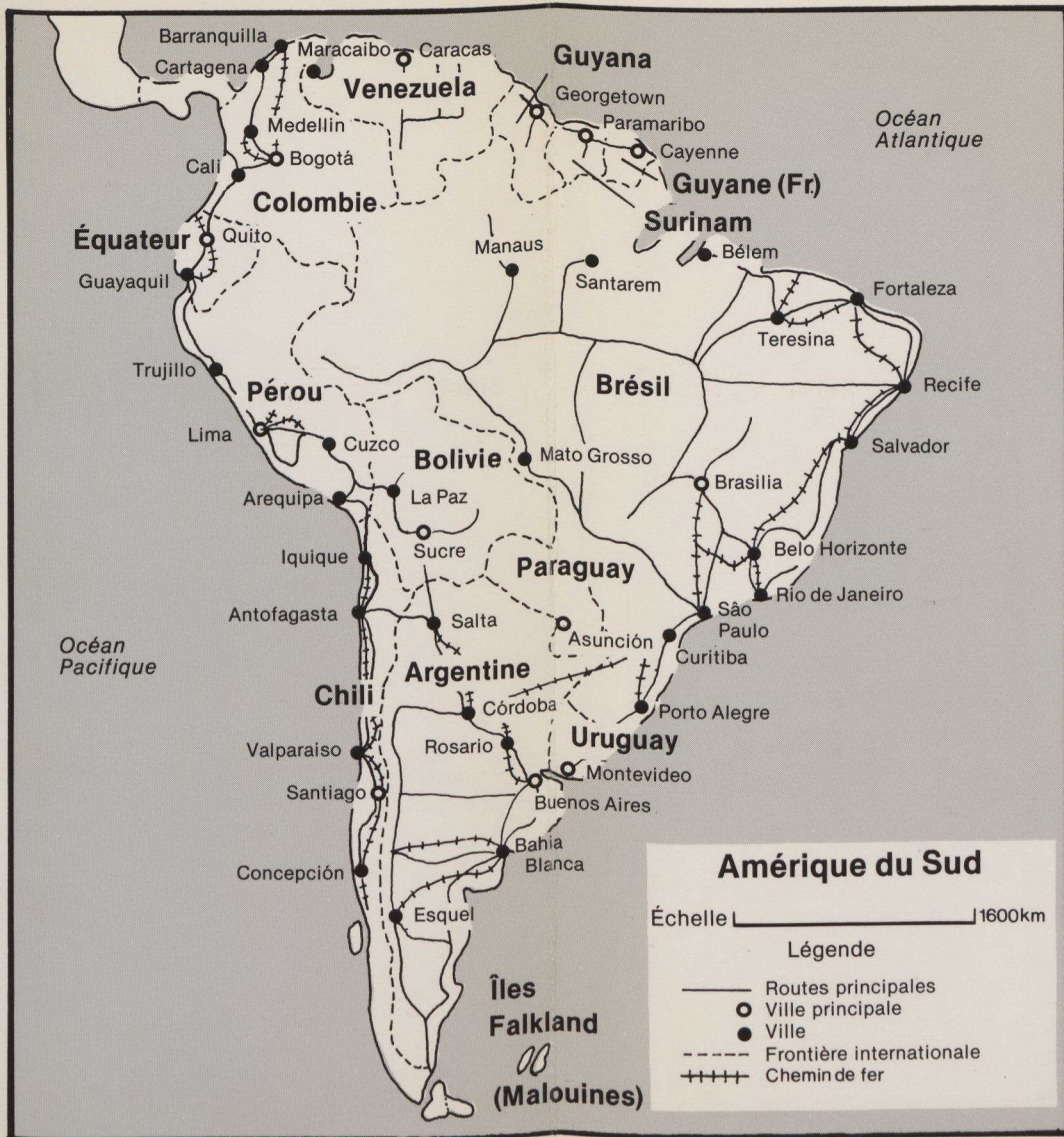 Barranquilla
Maracaibo
Caracas
Cartagena
Venezuela
Guyana
Georgetown
Océan
Atlantique
Medellin
Paramaribo
Bogotá
Cayenne
Cali
Colombie
Guyane (Fr.)
Surinam
Équateur
Quito
Manaus
Bélem
Guayaquil
Santarem
Fortaleza
Teresina
Trujillo
Pérou
Brésil
Recife
Lima
Cuzco
Salvador
Bolivie
Mato Grosso
Arequipa
La Paz
Brasilia
Sucre
Iquique
Belo Horizonte
Paraguay
Antofagasta
Salta
Rio de Janeiro
Sâo
Paulo
Asunción
Océan
Pacifique
Curitiba
Argentine
Chili
Córdoba
Porto Alegre
Rosario
Uruguay
Valparaiso
Montevideo
Santiago
Buenos Aires
Bahia
Blanca
Concepción
Esquel
Îles
Falkland
(Malouines)
Amérique du Sud
Échelle 1600km
Légende
Routes principales
Ville principale
Ville
Frontière internationale
Chemin de fer